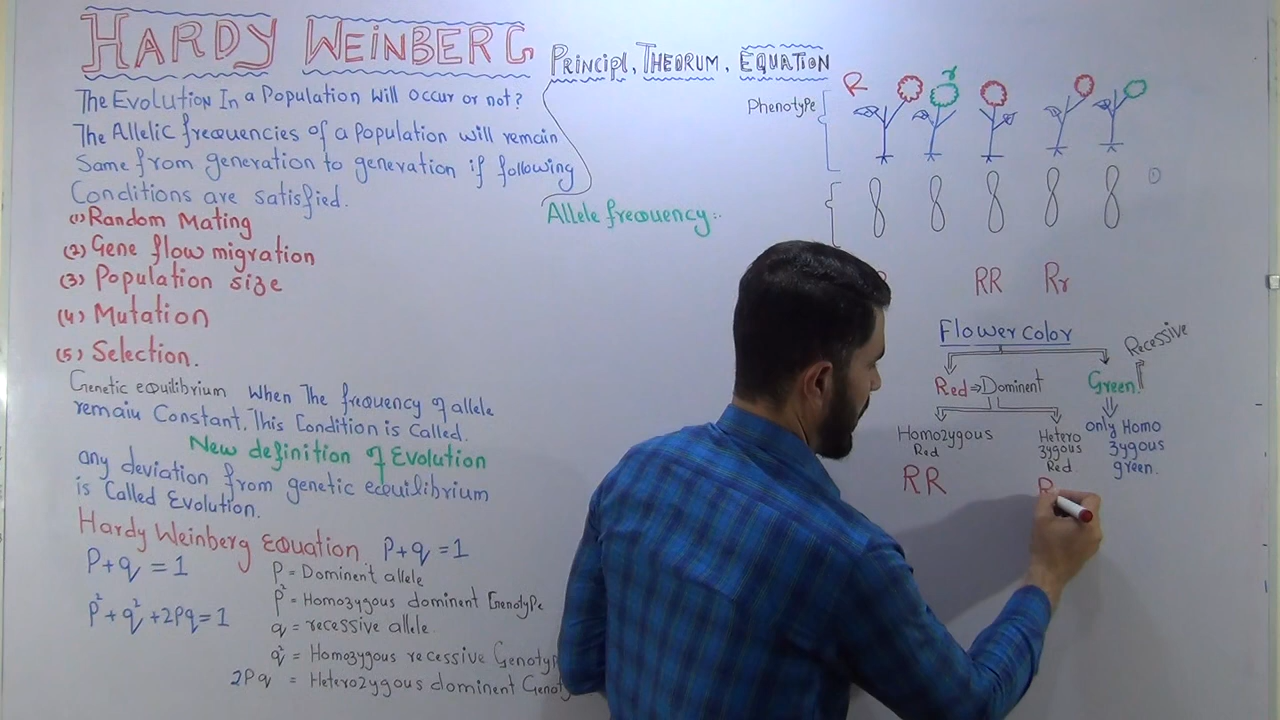 HARDY WEINBERG
PRINCIPL, THEORUM, EQUATION
The Evolution In a Population will occur or not?
The Allelic frequencies of a population will remain
Same from generation to generation if following
Conditions are satisfied.
(1) Random Mating
(2) Gene flow migration
(3) Population size
(4) Mutation
(5) Selection.
Genetic equilibrium When The frequency of allele
remain Constant. This Condition is Called.
New definition of Evolution
any deviation from genetic equilibrium
is Called Evolution.
Hardy Weinberg Equation. P+q=1
P+q=1
P²+q²+2Pq=1
P=Dominent allele
P²=Homozygous dominent Genotype
q=recessive allele.
q²=Homozygous recessive Genotyp
2Pq = Heterozygous dominent Genoty
Allele frequency:.
Phenotype
R
r
RR Rr
Flower color
Red ⇒ Dominent
Green.
Recessive
Homozygous
Red
RR
Hetero
zygous
Red.
R
only Homo
zygous
green.